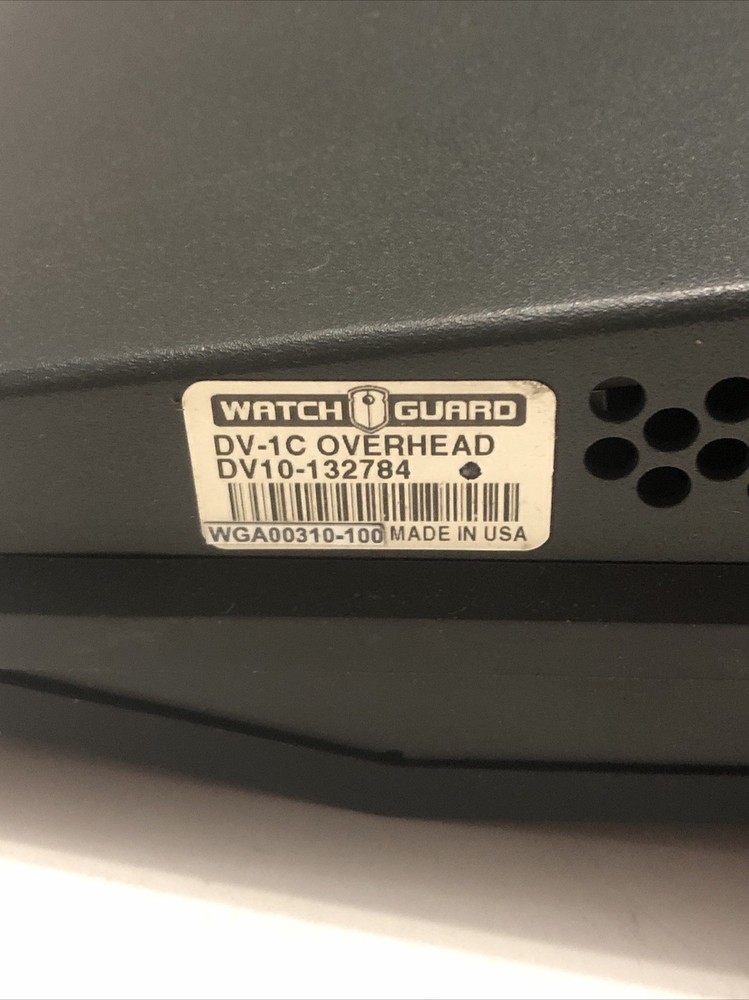 WATCH GUARD
DV-1C OVERHEAD
DV10-132784
WGA00310-100 MADE IN USA